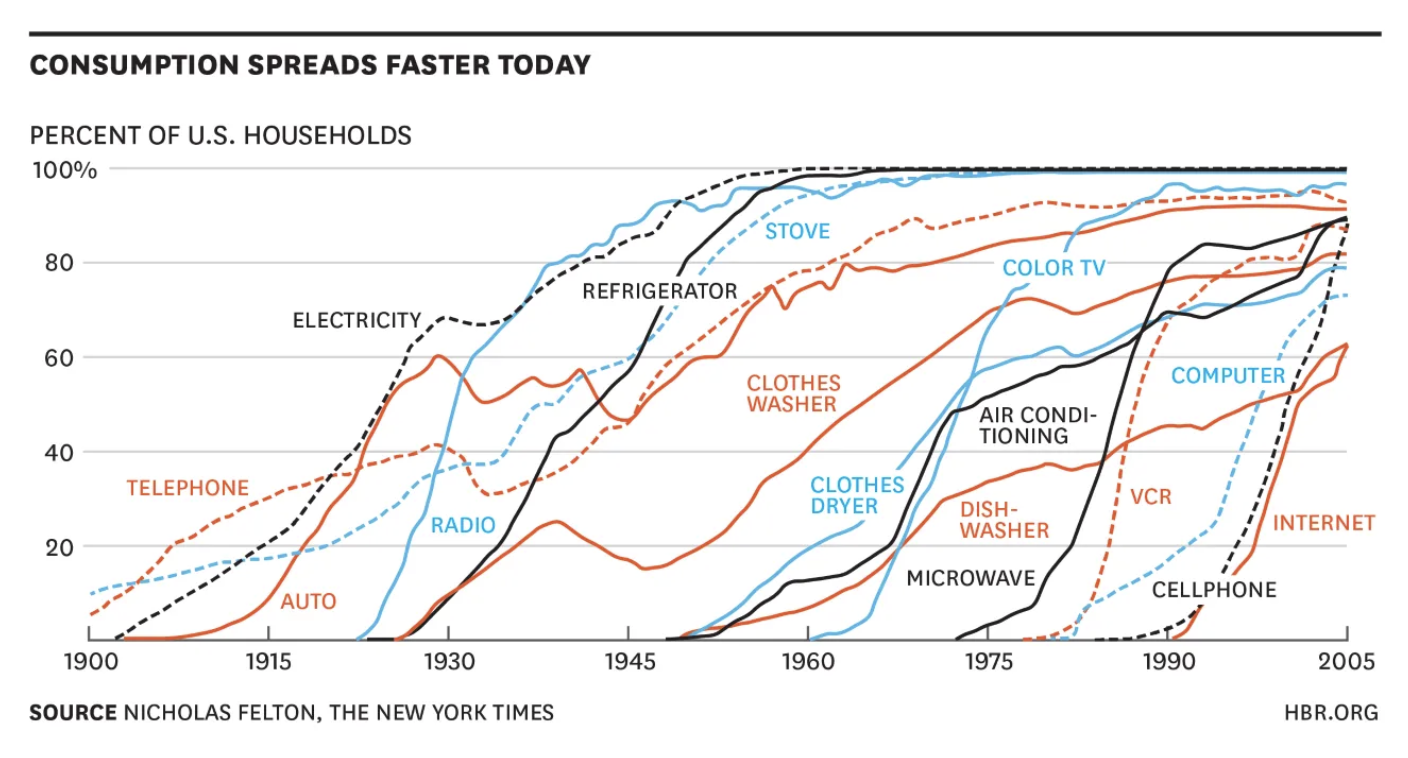 CONSUMPTION SPREADS FASTER TODAY
PERCENT OF U.S. HOUSEHOLDS
100%
80
60
40
20
ELECTRICITY
REFRIGERATOR
STOVE
COLOR TV
TELEPHONE
RADIO
AUTO
CLOTHES
WASHER
CLOTHES
DRYER
AIR CONDI-
TIONING
DISH-
WASHER
MICROWAVE
COMPUTER
VCR
CELLPHONE
INTERNET
1900
1915
1930
1945
1960
1975
1990
2005
SOURCE NICHOLAS FELTON, THE NEW YORK TIMES
HBR.ORG